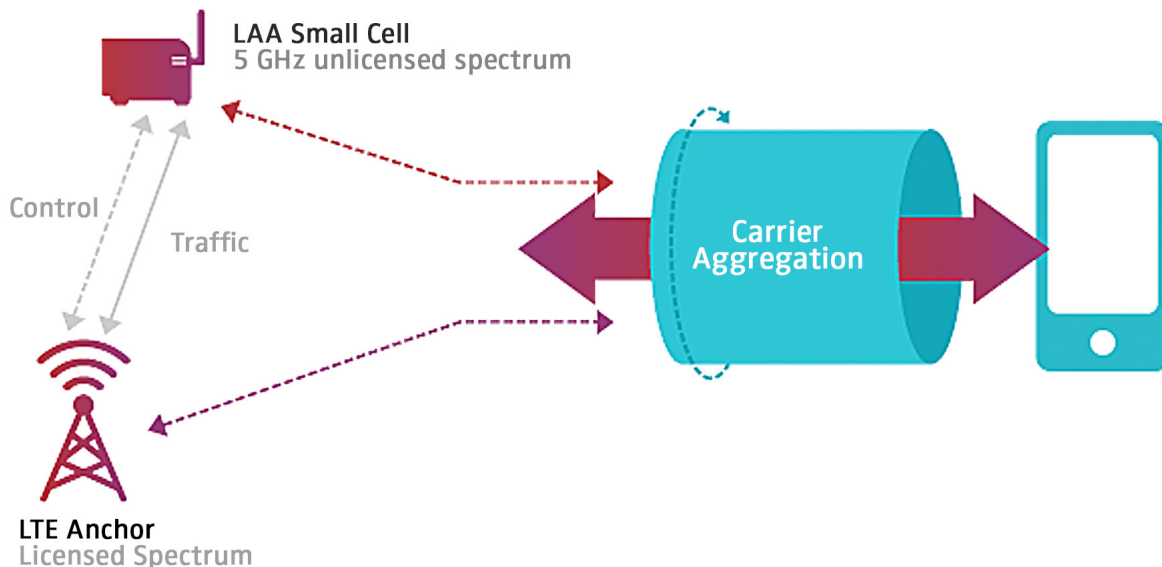 LAA Small Cell
5 GHz unlicensed spectrum
Control
Traffic
Carrier
Aggregation
LTE Anchor
Licensed Spectrum